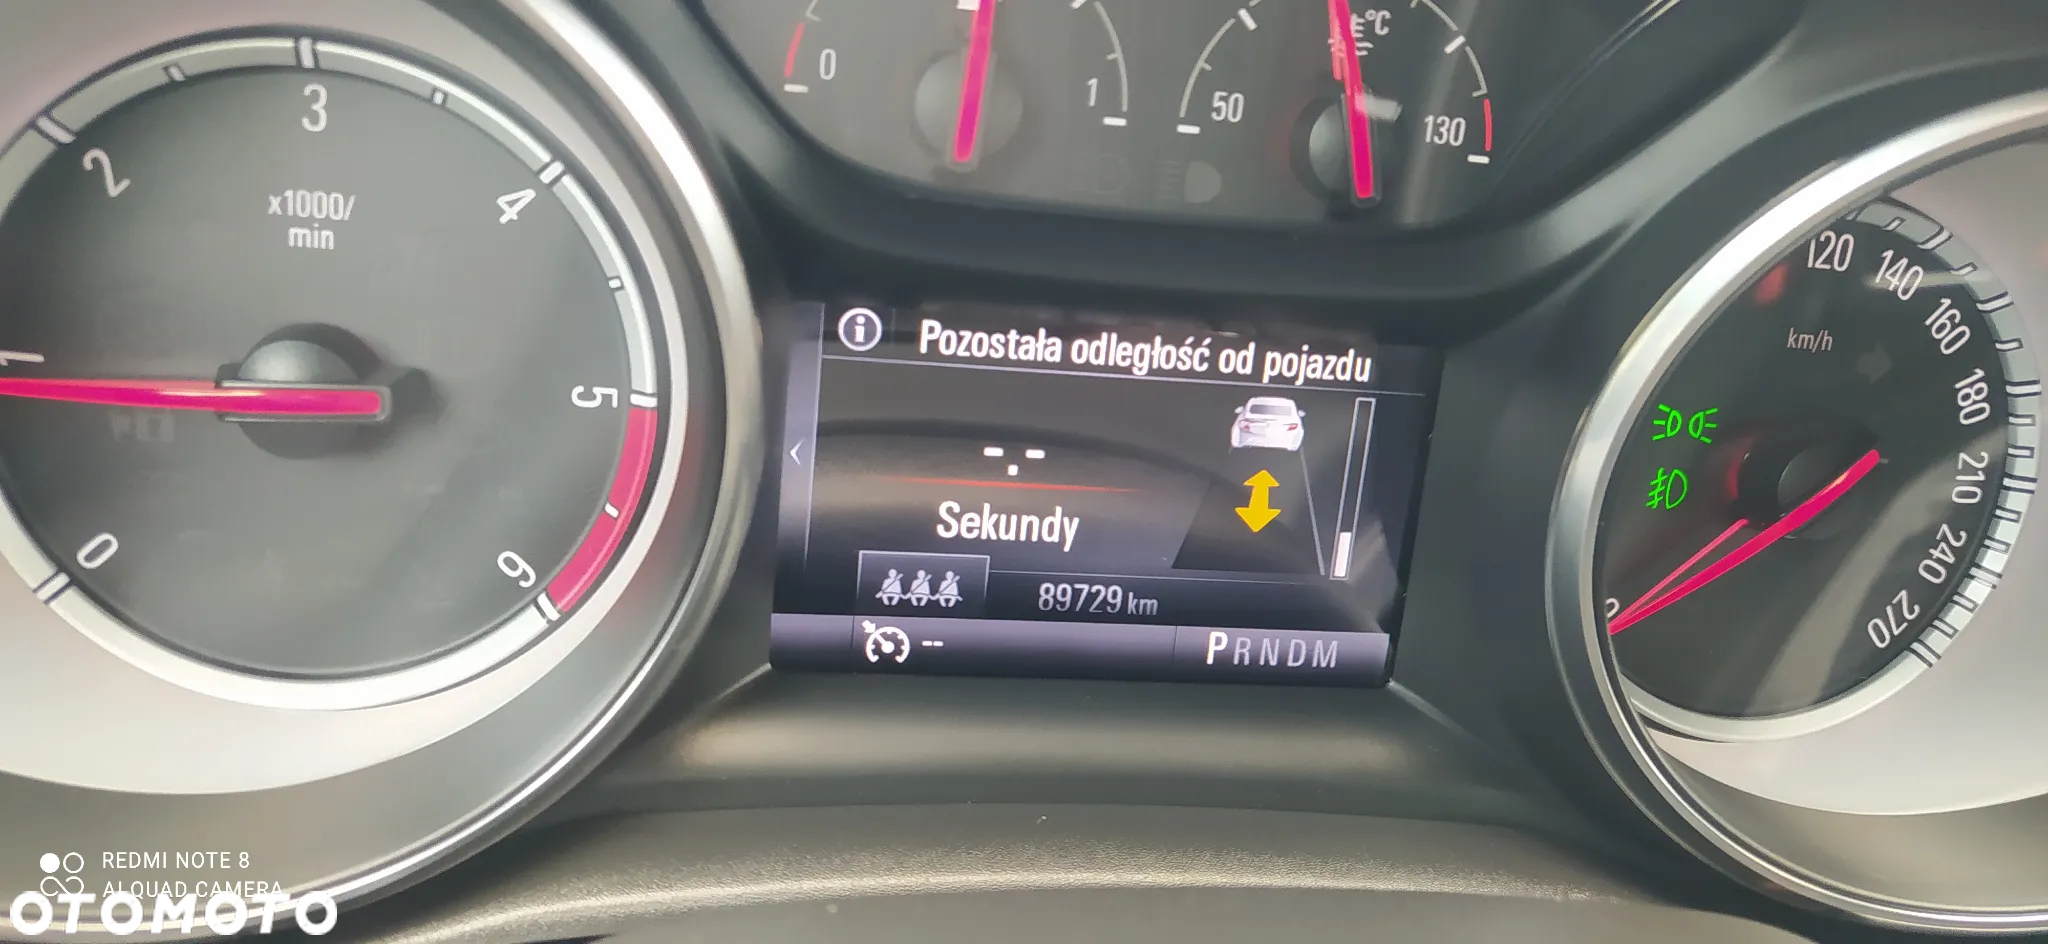 0
1
50
°C
130
0
1
2
3
4
5
6
x1000/
min
Pozostała odległość od pojazdu
-.-
Sekundy
89729 km
--
P R N D M
120
140
160
180
210
240
270
km/h
REDMI NOTE 8
AI QUAD CAMERA
OTOMOTO